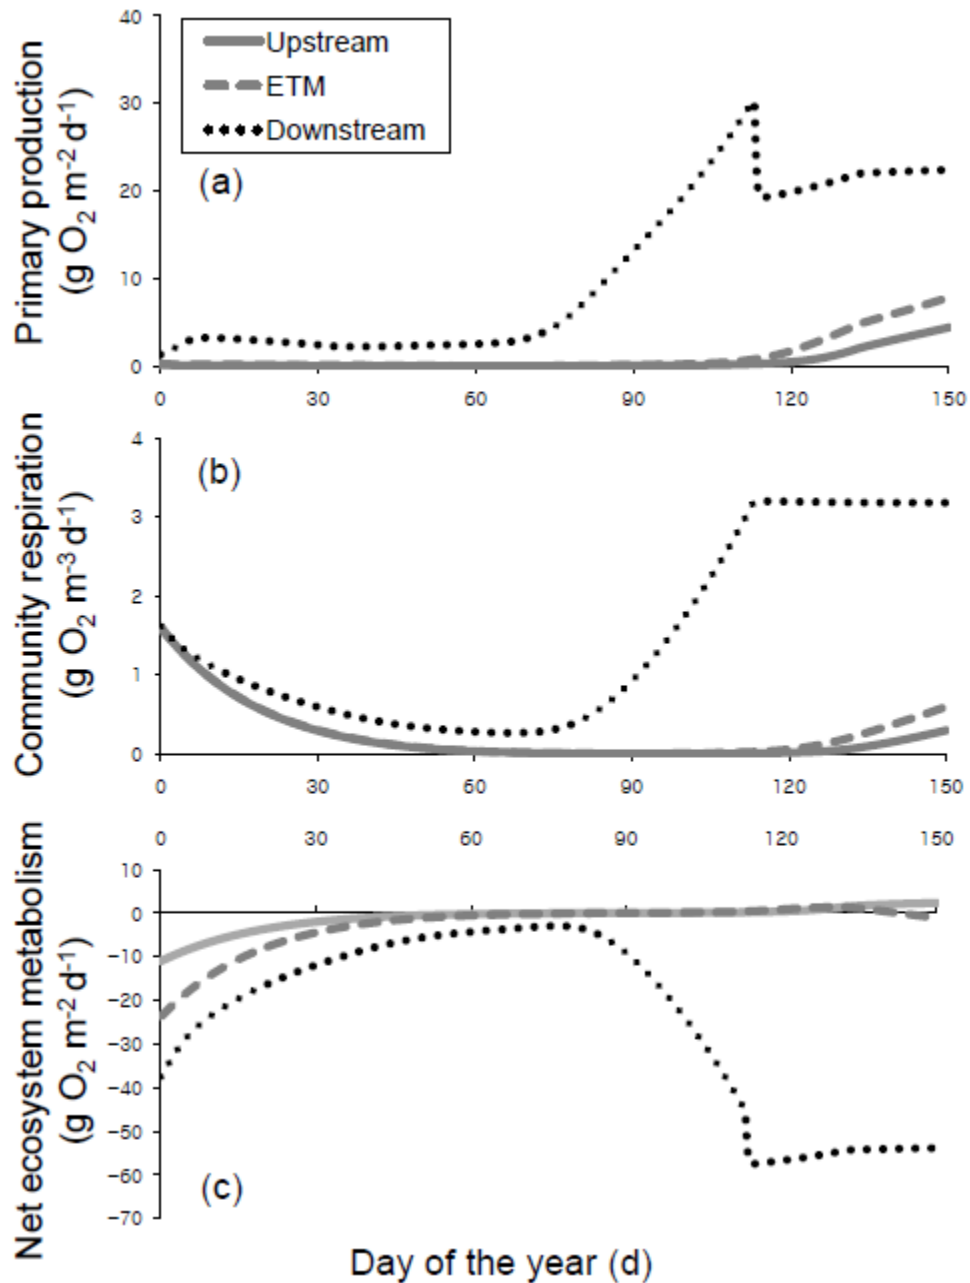 Primary production
(g O₂ m⁻² d⁻¹)
40
30
20
10
0
Upstream
ETM
Downstream
(a)
0 30 60 90 120 150
Community respiration
(g O₂ m⁻³ d⁻¹)
4
3
2
1
0
(b)
0 30 60 90 120 150
Net ecosystem metabolism
(g O₂ m⁻² d⁻¹)
0 30 60 90 120 150
10
0
−10
−20
−30
−40
−50
−60
−70
(c)
Day of the year (d)